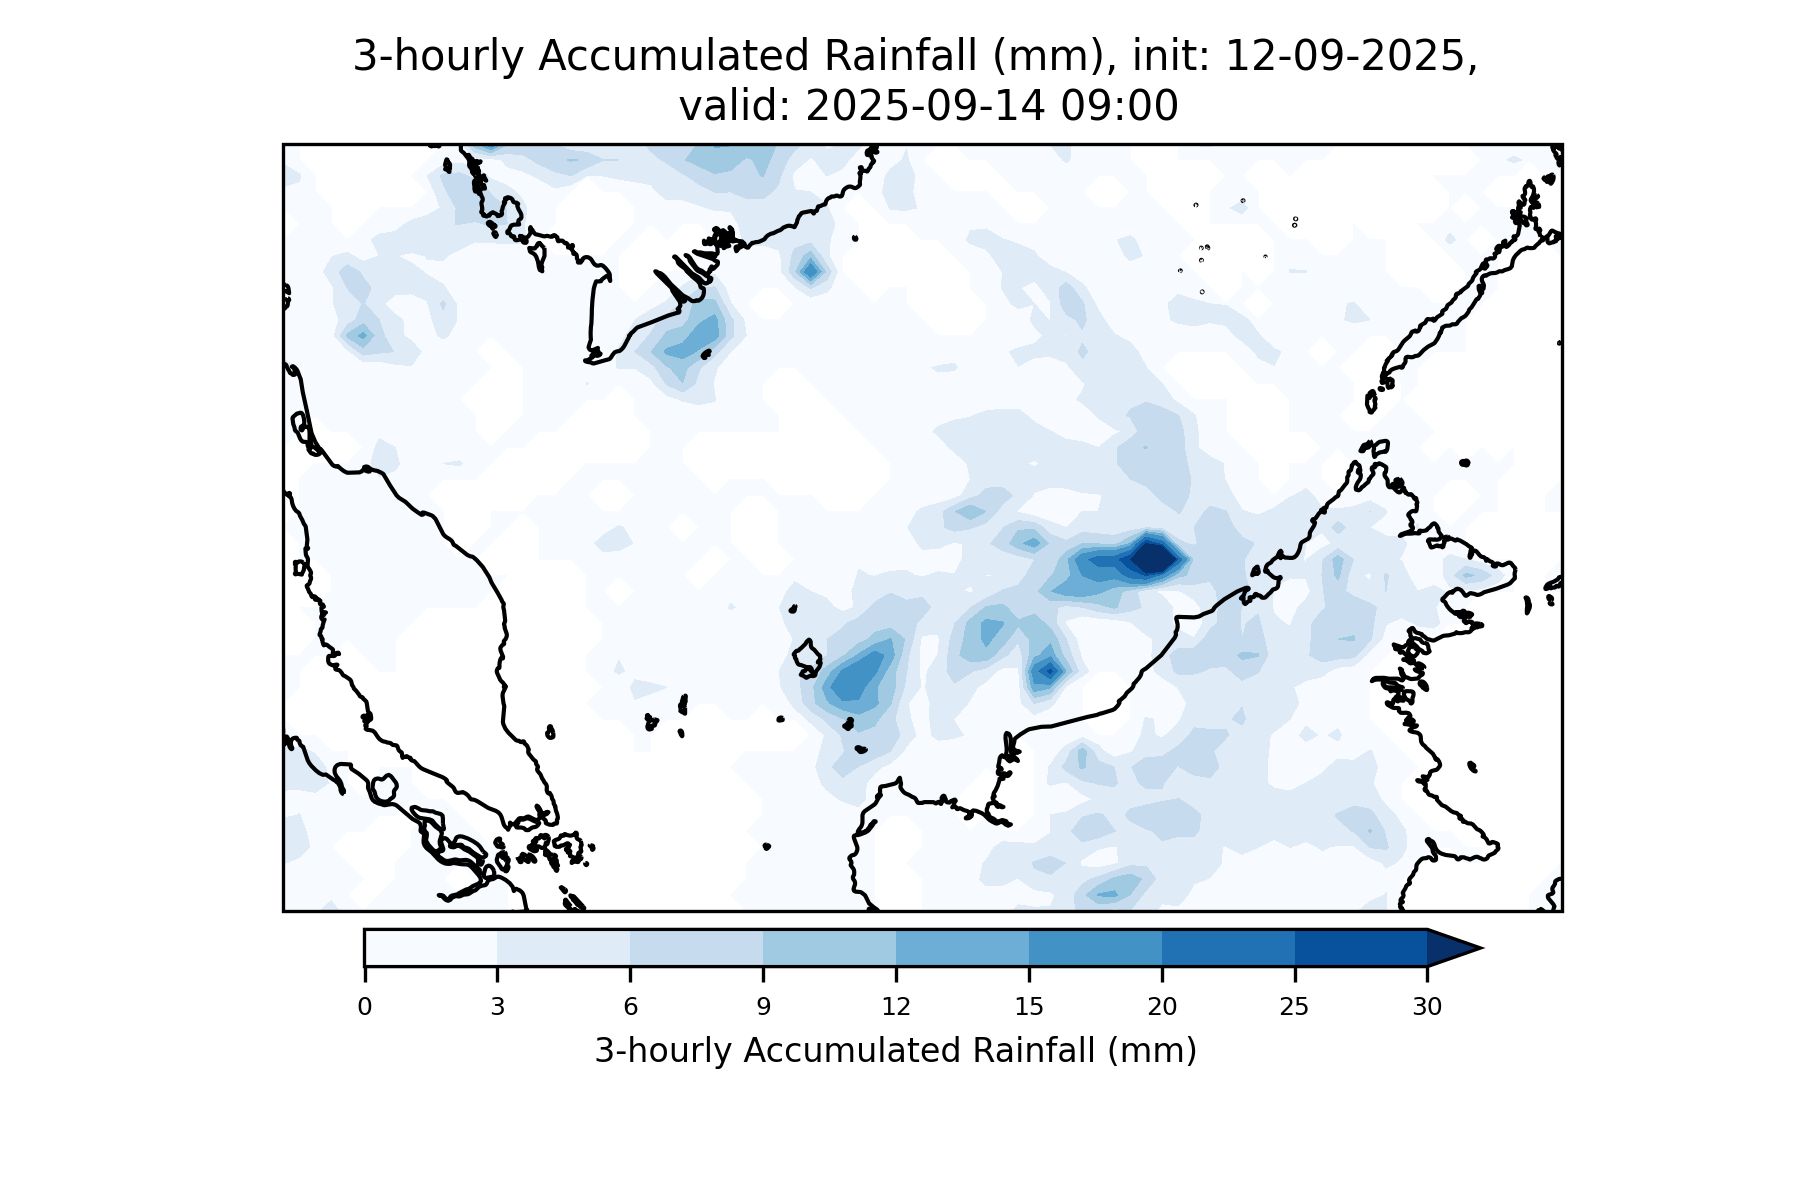 3-hourly Accumulated Rainfall (mm), init: 12-09-2025,
valid: 2025-09-14 09:00
0 3 6 9 12 15 20 25 30
3-hourly Accumulated Rainfall (mm)